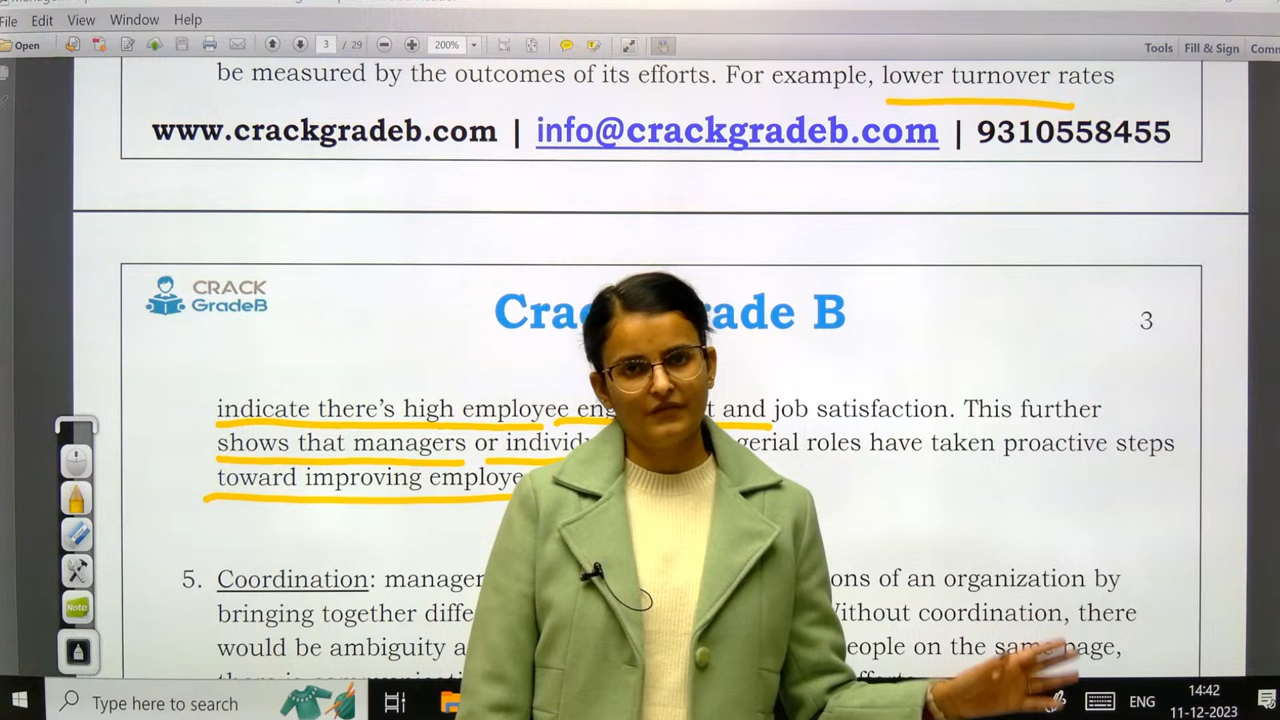 File Edit View Window Help
Open 3 / 29 200% Tools Fill & Sign
be measured by the outcomes of its efforts. For example, lower turnover rates
www.crackgradeb.com | info@crackgradeb.com | 9310558455
CRACK
GradeB
B
3
indicate there's high employee and job satisfaction. This further
shows that managers or roles have taken proactive steps
toward improving
5. Coordination: of an organization by
bringing together Without coordination, there
would be ambiguity people on the same page,
Note
Type here to search
ENG
14:42
11-12-2023